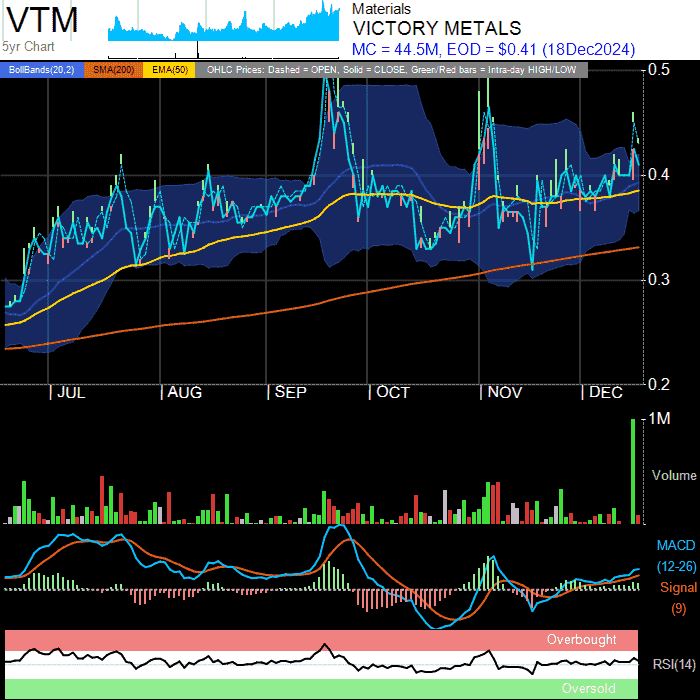 VTM
5yr Chart
Materials
VICTORY METALS
MC = 44.5M, EOD = $0.41 (18Dec2024)
BollBands(20,2) SMA(200) EMA(50) OHLC Prices: Dashed = OPEN, Solid = CLOSE, Green/Red bars = Intra-day HIGH/LOW
0.5
0.4
0.3
0.2
JUL AUG SEP OCT NOV DEC
1M
Volume
MACD
(12-26)
Signal
(9)
Overbought
RSI(14)
Oversold